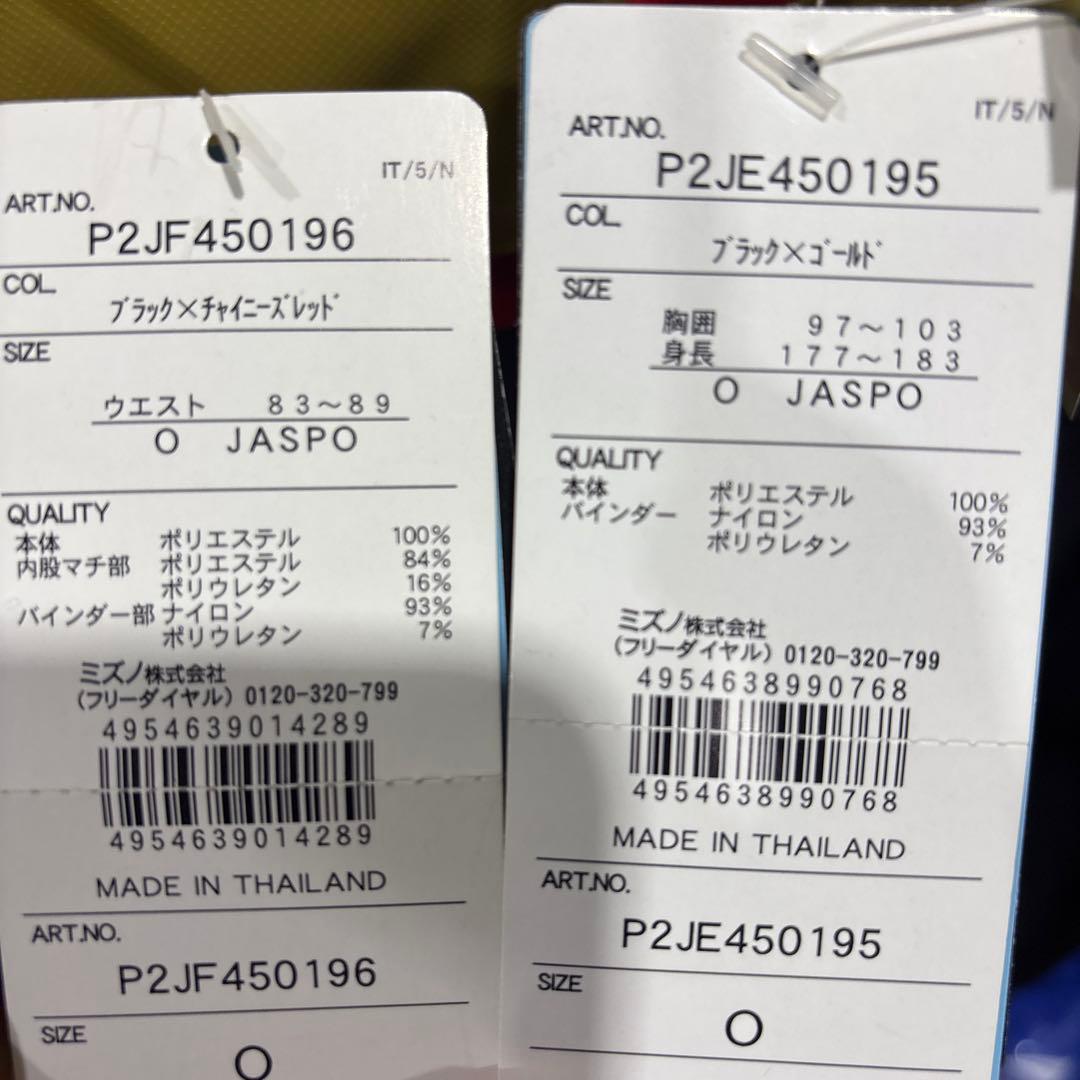 IT/5/N
ART.NO.
P2JF450196
COL.
ﾌﾞﾗｯｸ×ﾁｬｲﾆｰｽﾞﾚｯﾄﾞ
SIZE
ウエスト 83～89
O JASPO
QUALITY
本体 ポリエステル 100%
内股マチ部 ポリエステル 84%
ポリウレタン 16%
バインダー部 ナイロン 93%
ポリウレタン 7%
ミズノ株式会社
(フリーダイヤル) 0120-320-799
4954639014289
4954639014289
MADE IN THAILAND
ART.NO.
P2JF450196
SIZE
O
IT/5/N
ART.NO.
P2JE450195
COL.
ﾌﾞﾗｯｸ×ｺﾞｰﾙﾄﾞ
SIZE
胸囲 97～103
身長 177～183
O JASPO
QUALITY
本体 ポリエステル 100%
バインダー ナイロン 93%
ポリウレタン 7%
ミズノ株式会社
(フリーダイヤル) 0120-320-799
4954638990768
4954638990768
MADE IN THAILAND
ART.NO.
P2JE450195
SIZE
O